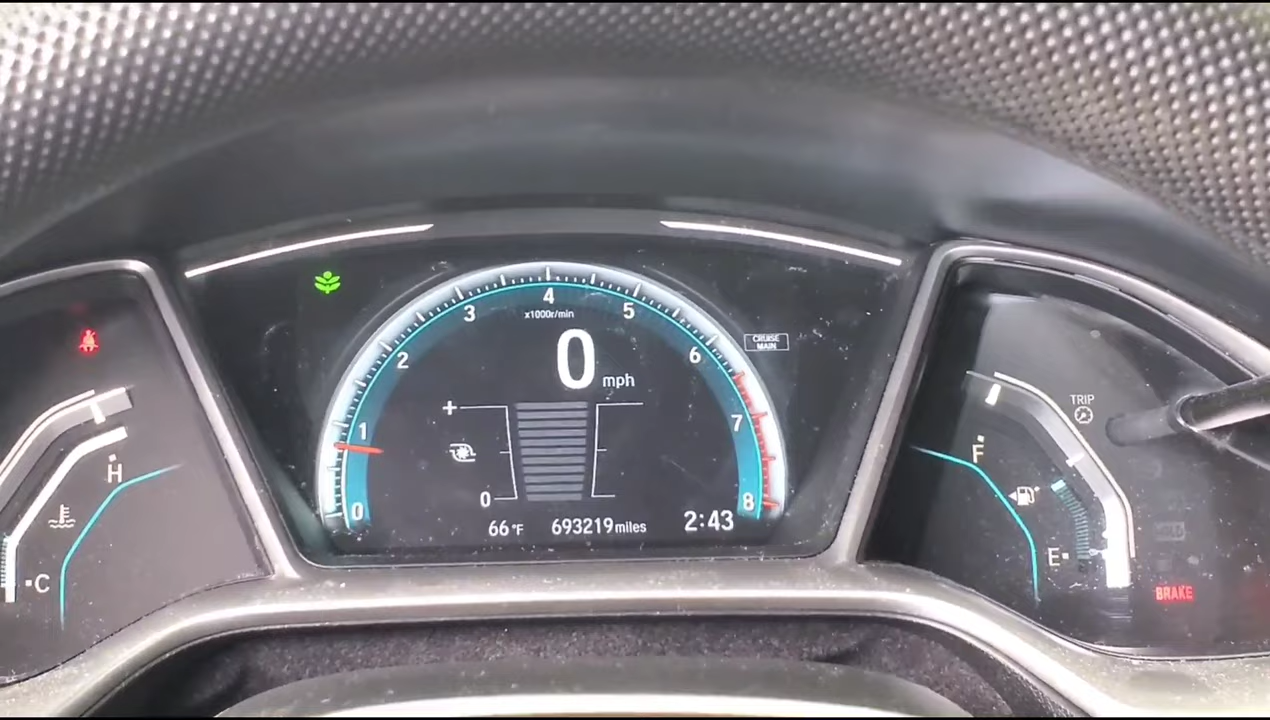 4
3
5
x1000r/min
2
6
CRUISE
MAIN
0
mph
TRIP
+
1
7
F
H
0
0
8
66°F
693219miles
2:43
E
C
BRAKE